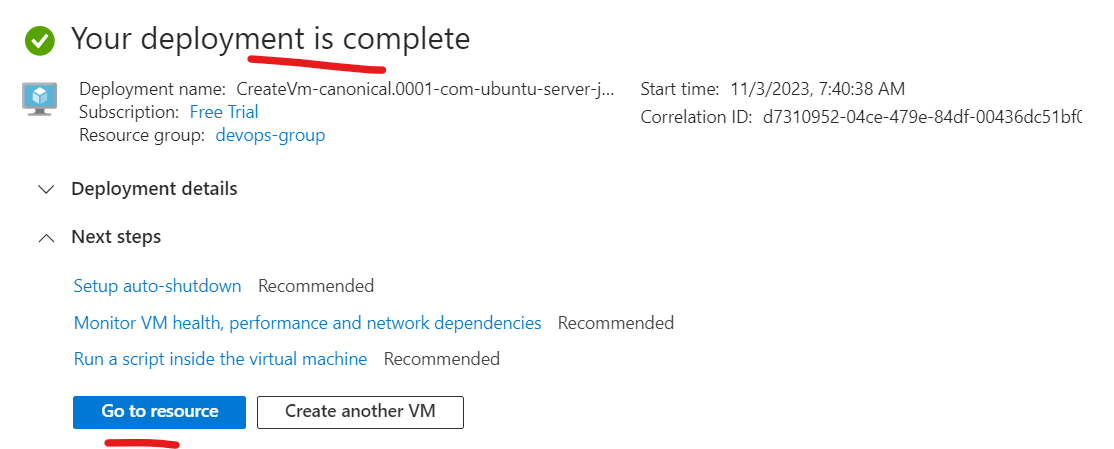 Your deployment is complete
Deployment name: CreateVm-canonical.0001-com-ubuntu-server-j...
Subscription: Free Trial
Resource group: devops-group
Start time: 11/3/2023, 7:40:38 AM
Correlation ID: d7310952-04ce-479e-84df-00436dc51bf0
Deployment details
Next steps
Setup auto-shutdown Recommended
Monitor VM health, performance and network dependencies Recommended
Run a script inside the virtual machine Recommended
Go to resource Create another VM